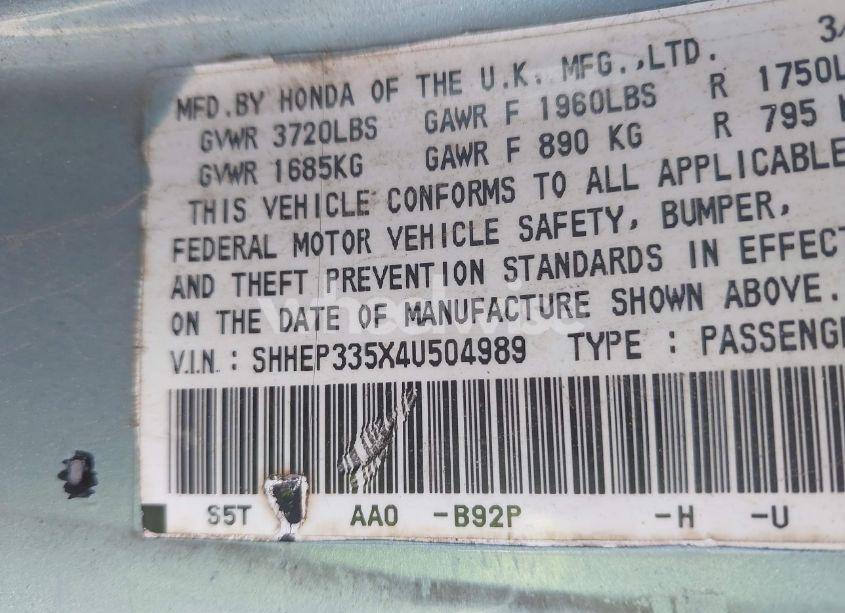 3/
MFD.BY HONDA OF THE U.K. MFG.,LTD.
GVWR 3720LBS GAWR F 1960LBS R 1750L
GVWR 1685KG GAWR F 890 KG R 795
THIS VEHICLE CONFORMS TO ALL APPLICABLE
FEDERAL MOTOR VEHICLE SAFETY, BUMPER,
AND THEFT PREVENTION STANDARDS IN EFFECT
ON THE DATE OF MANUFACTURE SHOWN ABOVE.
V.I.N. : SHHEP335X4U504989 TYPE : PASSENG
S5T AA0 -B92P -H -U
wheelwise